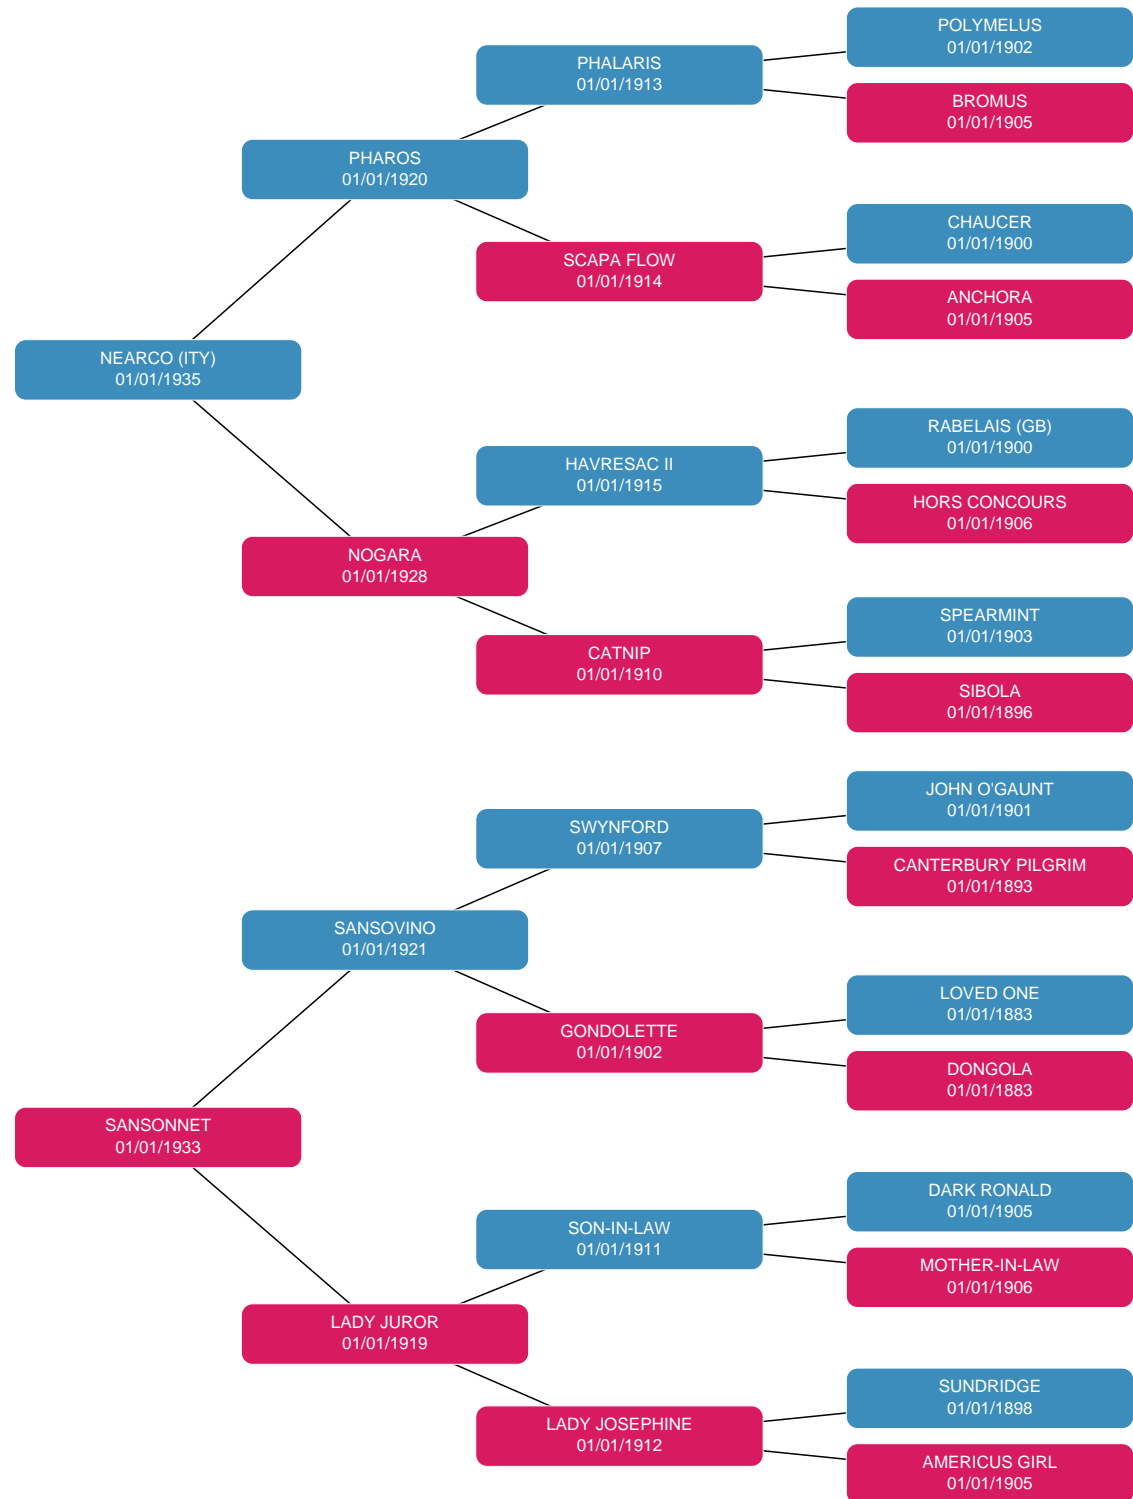 POLYMELUS
01/01/1902
PHALARIS
01/01/1913
BROMUS
01/01/1905
PHAROS
01/01/1920
CHAUCER
01/01/1900
SCAPA FLOW
01/01/1914
ANCHORA
01/01/1905
NEARCO (ITY)
01/01/1935
RABELAIS (GB)
01/01/1900
HAVRESAC II
01/01/1915
HORS CONCOURS
01/01/1906
NOGARA
01/01/1928
SPEARMINT
01/01/1903
CATNIP
01/01/1910
SIBOLA
01/01/1896
JOHN O'GAUNT
01/01/1901
SWYNFORD
01/01/1907
CANTERBURY PILGRIM
01/01/1893
SANSOVINO
01/01/1921
LOVED ONE
01/01/1883
GONDOLETTE
01/01/1902
DONGOLA
01/01/1883
SANSONNET
01/01/1933
DARK RONALD
01/01/1905
SON-IN-LAW
01/01/1911
MOTHER-IN-LAW
01/01/1906
LADY JUROR
01/01/1919
SUNDRIDGE
01/01/1898
LADY JOSEPHINE
01/01/1912
AMERICUS GIRL
01/01/1905